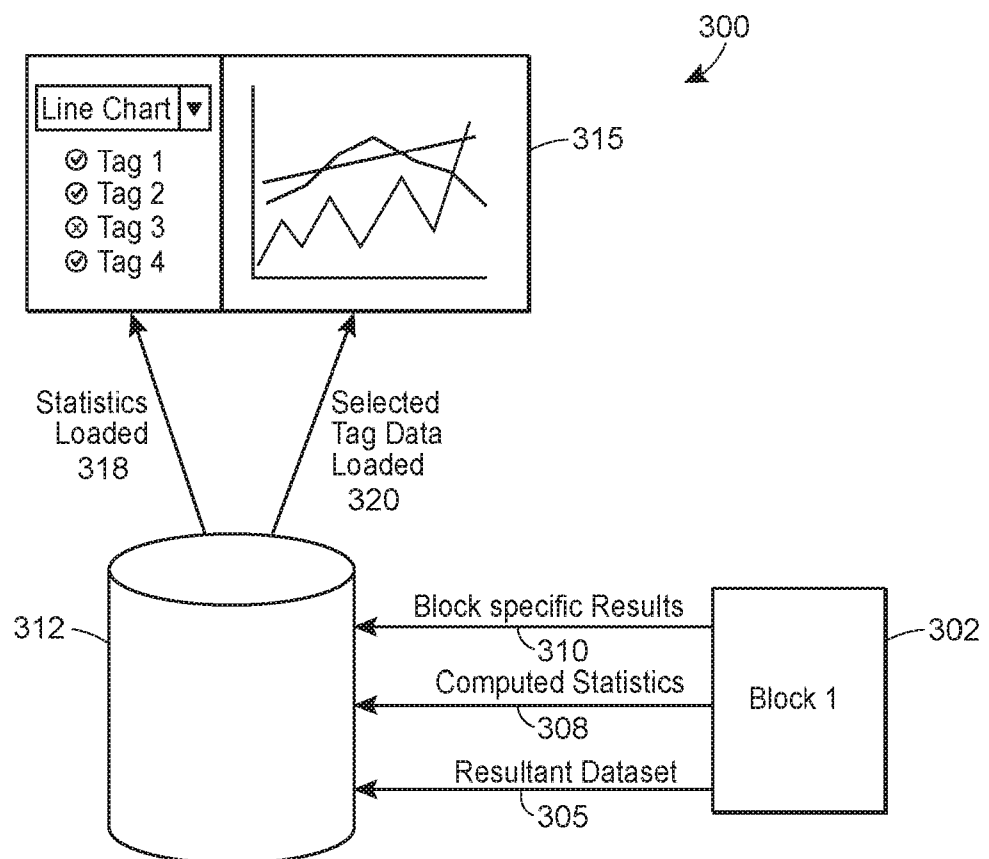 300
Line Chart
Tag 1
Tag 2
Tag 3
Tag 4
315
Statistics
Loaded
318
Selected
Tag Data
Loaded
320
312
Block specific Results
310
Computed Statistics
308
Resultant Dataset
305
Block 1
302